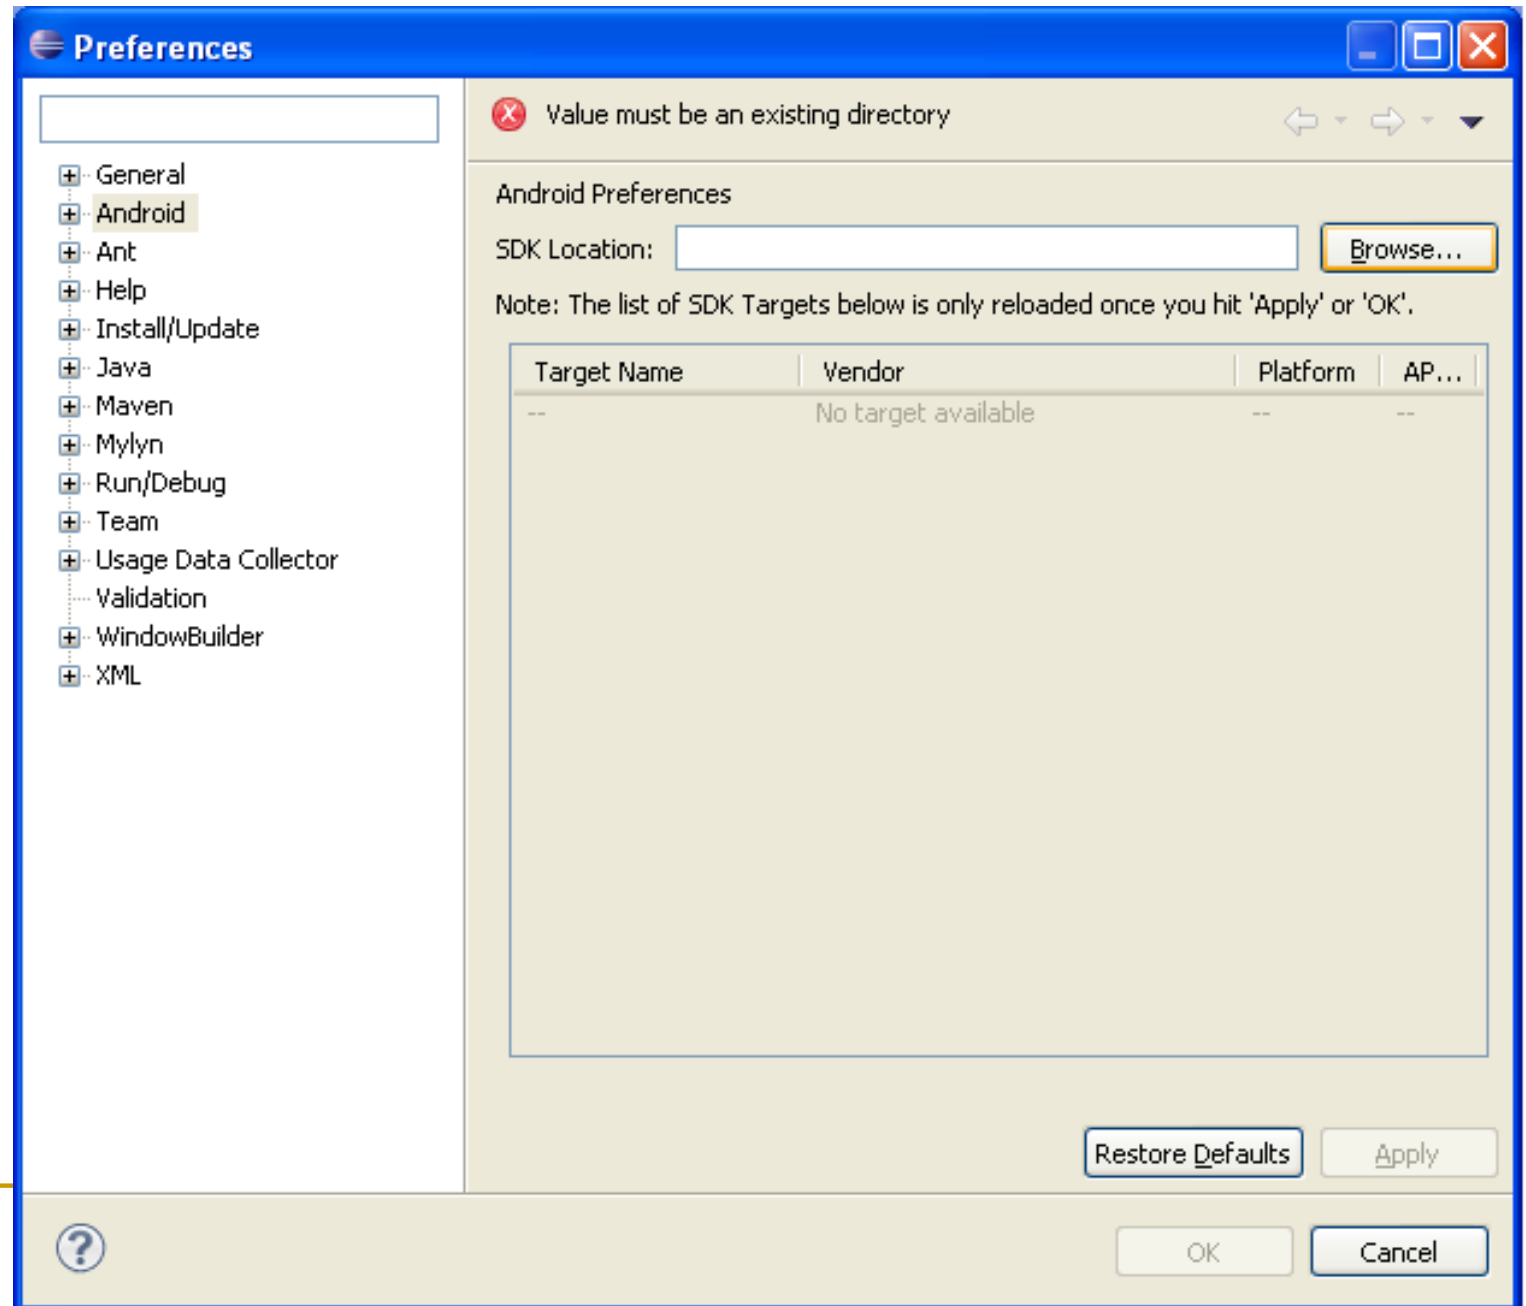 Preferences
Value must be an existing directory
General
Android
Ant
Help
Install/Update
Java
Maven
Mylyn
Run/Debug
Team
Usage Data Collector
Validation
WindowBuilder
XML
Android Preferences
SDK Location: Browse...
Note: The list of SDK Targets below is only reloaded once you hit 'Apply' or 'OK'.
Target Name Vendor Platform AP...
-- No target available -- --
Restore Defaults Apply
? OK Cancel